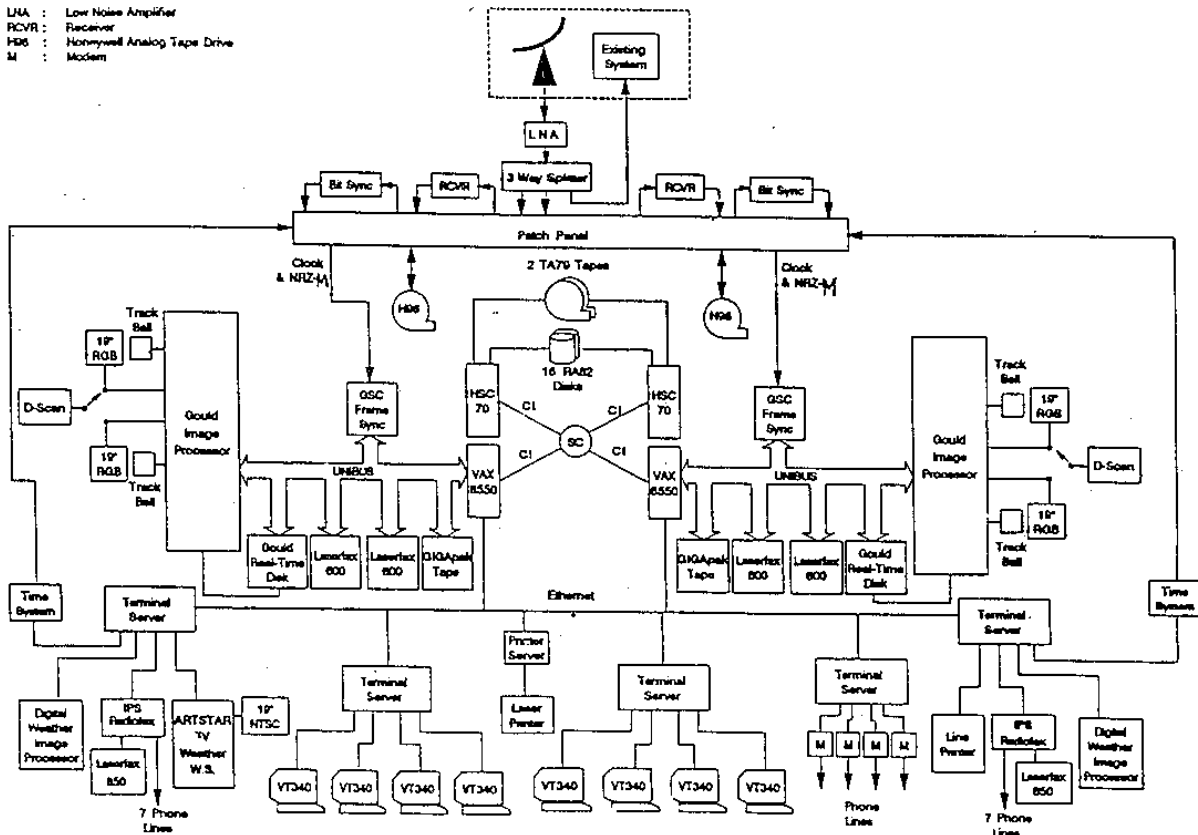 LNA : Low Noise Amplifier
RCVR : Receiver
H96 : Honeywell Analog Tape Drive
M : Modem
Existing
System
LNA
3 Way Splitter
Bit Sync
RCVR
RCVR
Bit Sync
Patch Panel
Clock
& NRZ-M
H96
2 TA79 Tapes
H96
Clock
& NRZ-M
16 RA82
Disks
Track
Ball
19"
RGB
D-Scan
19"
RGB
Track
Ball
Gould
Image
Processor
GSC
Frame
Sync
HSC
70
CI
CI
SC
CI
CI
HSC
70
VAX
8550
VAX
8550
GSC
Frame
Sync
Gould
Image
Processor
Track
Ball
19"
RGB
D-Scan
19"
RGB
Track
Ball
UNIBUS
UNIBUS
Gould
Real-Time
Disk
Laserfax
600
Laserfax
600
GIGApak
Tape
GIGApak
Tape
Laserfax
600
Laserfax
600
Gould
Real-Time
Disk
Time
System
Terminal
Server
Ethernet
Terminal
Server
Time
System
Printer
Server
Laser
Printer
Terminal
Server
Terminal
Server
Terminal
Server
Digital
Weather
Image
Processor
IPS
Radiofax
Laserfax
850
7 Phone
Lines
ARTSTAR
TV
Weather
W.S.
19"
NTSC
VT340
VT340
VT340
VT340
VT340
VT340
VT340
VT340
M
M
M
M
Phone
Lines
Line
Printer
IPS
Radiofax
7 Phone
Lines
Laserfax
850
Digital
Weather
Image
Processor